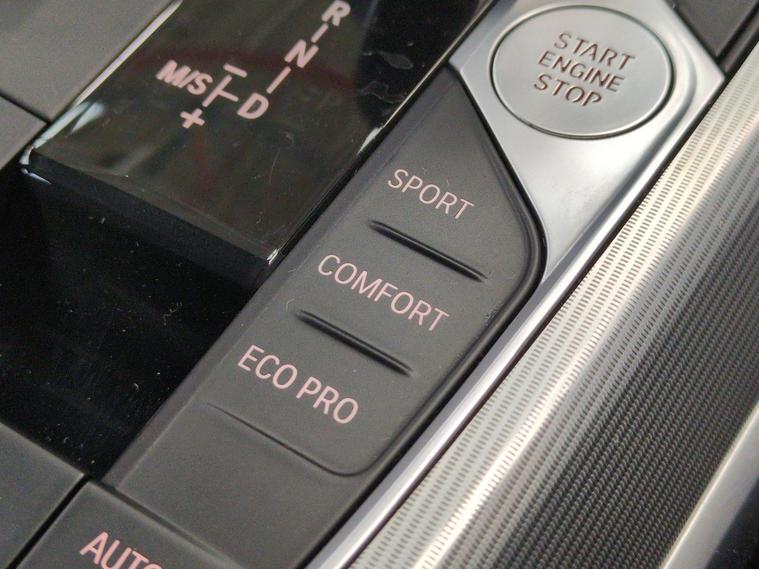 R
N
M/S
D
+
START
ENGINE
STOP
SPORT
COMFORT
ECO PRO
AUTO